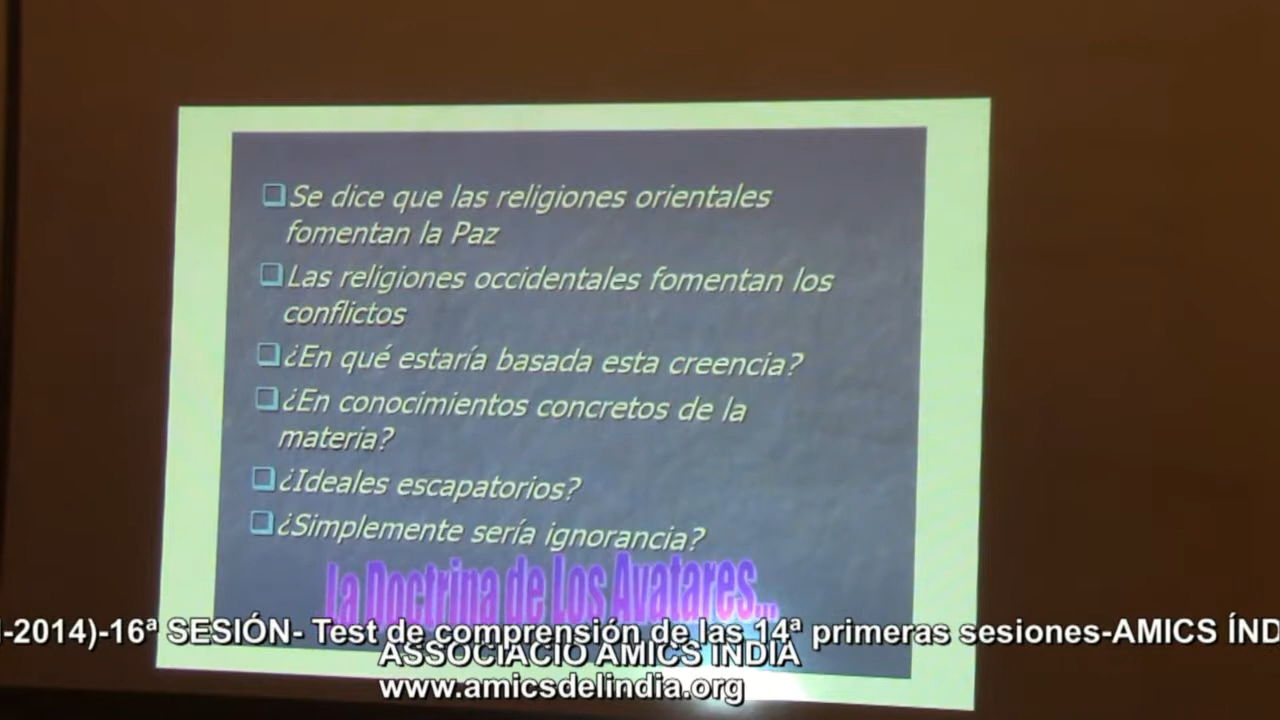 Se dice que las religiones orientales
fomentan la Paz
Las religiones occidentales fomentan los
conflictos
¿En qué estaría basada esta creencia?
¿En conocimientos concretos de la
materia?
¿Ideales escapatorios?
¿Simplemente sería ignorancia?
la Doctrina de Los Avatares...
-2014)-16ª SESIÓN- Test de comprensión de las 14ª primeras sesiones-AMICS ÍND
ASSOCIACIO AMICS INDIA
www.amicsdelindia.org